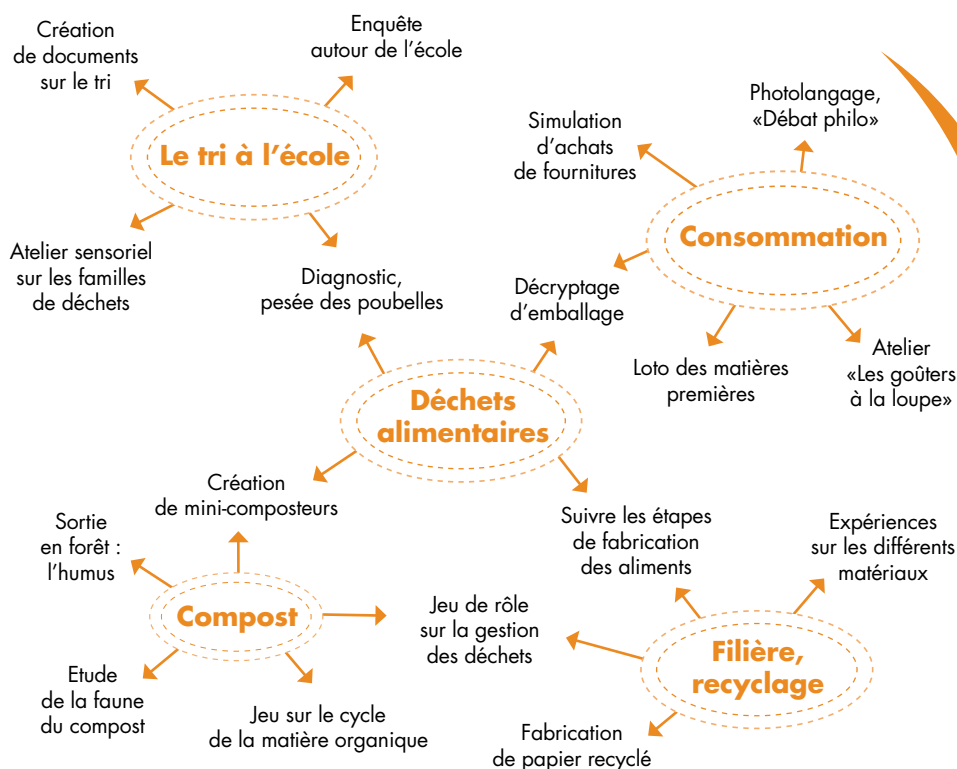 Création
de documents
sur le tri
Enquête
autour de l’école
Le tri à l’école
Atelier sensoriel
sur les familles
de déchets
Diagnostic,
pesée des poubelles
Simulation
d’achats
de fournitures
Photolangage,
«Débat philo»
Consommation
Décryptage
d’emballage
Loto des matières
premières
Atelier
«Les goûters
à la loupe»
Déchets
alimentaires
Création
de mini-composteurs
Suivre les étapes
de fabrication
des aliments
Sortie
en forêt :
l’humus
Compost
Jeu de rôle
sur la gestion
des déchets
Etude
de la faune
du compost
Jeu sur le cycle
de la matière organique
Expériences
sur les différents
matériaux
Filière,
recyclage
Fabrication
de papier recyclé